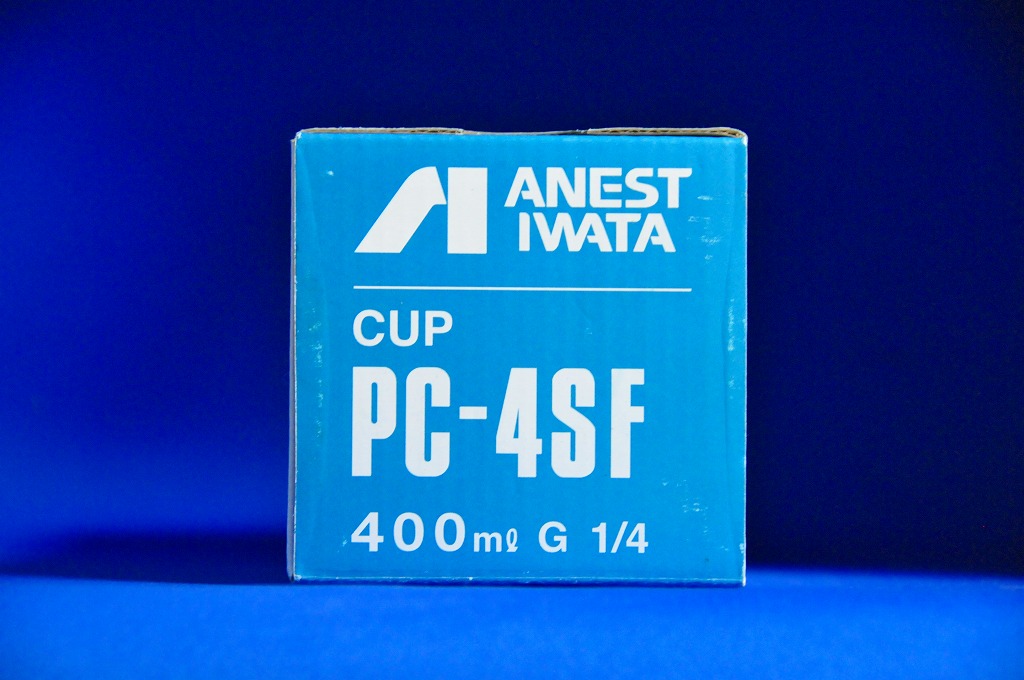 ANEST
IWATA
CUP
PC-4SF
400mℓ G 1/4